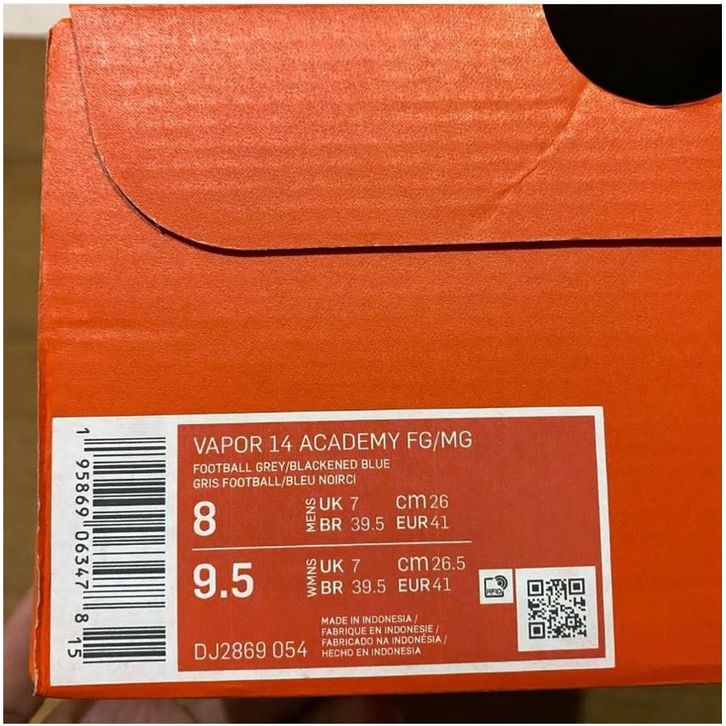 VAPOR 14 ACADEMY FG/MG
FOOTBALL GREY/BLACKENED BLUE
GRIS FOOTBALL/BLEU NOIRCI
8 MENS UK 7 cm 26
BR 39.5 EUR 41
9.5 WMNS UK 7 cm 26.5
BR 39.5 EUR 41
RFID
MADE IN INDONESIA /
FABRIQUE EN INDONESIE /
FABRICADO NA INDONÉSIA /
HECHO EN INDONESIA
DJ2869 054
1 95869 06347 8 15